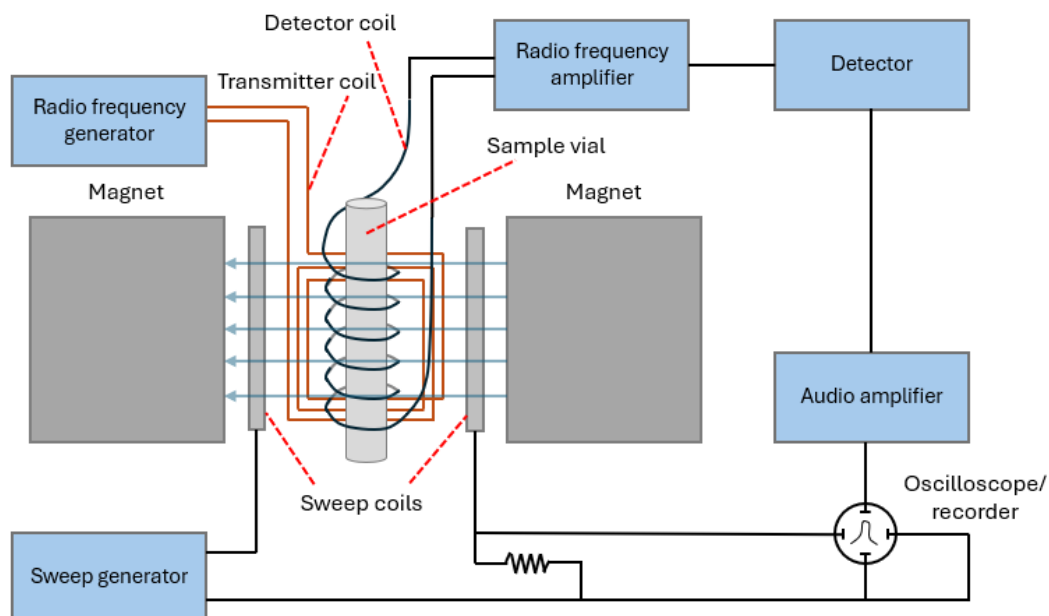 Detector coil
Radio frequency
amplifier
Detector
Transmitter coil
Radio frequency
generator
Sample vial
Magnet
Magnet
Audio amplifier
Sweep coils
Oscilloscope/
recorder
Sweep generator